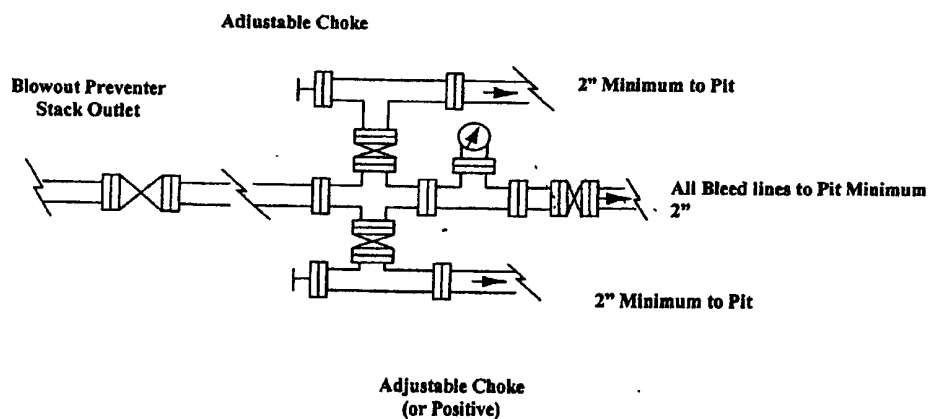 Adjustable Choke
Blowout Preventer
Stack Outlet
2" Minimum to Pit
All Bleed lines to Pit Minimum
2"
2" Minimum to Pit
Adjustable Choke
(or Positive)